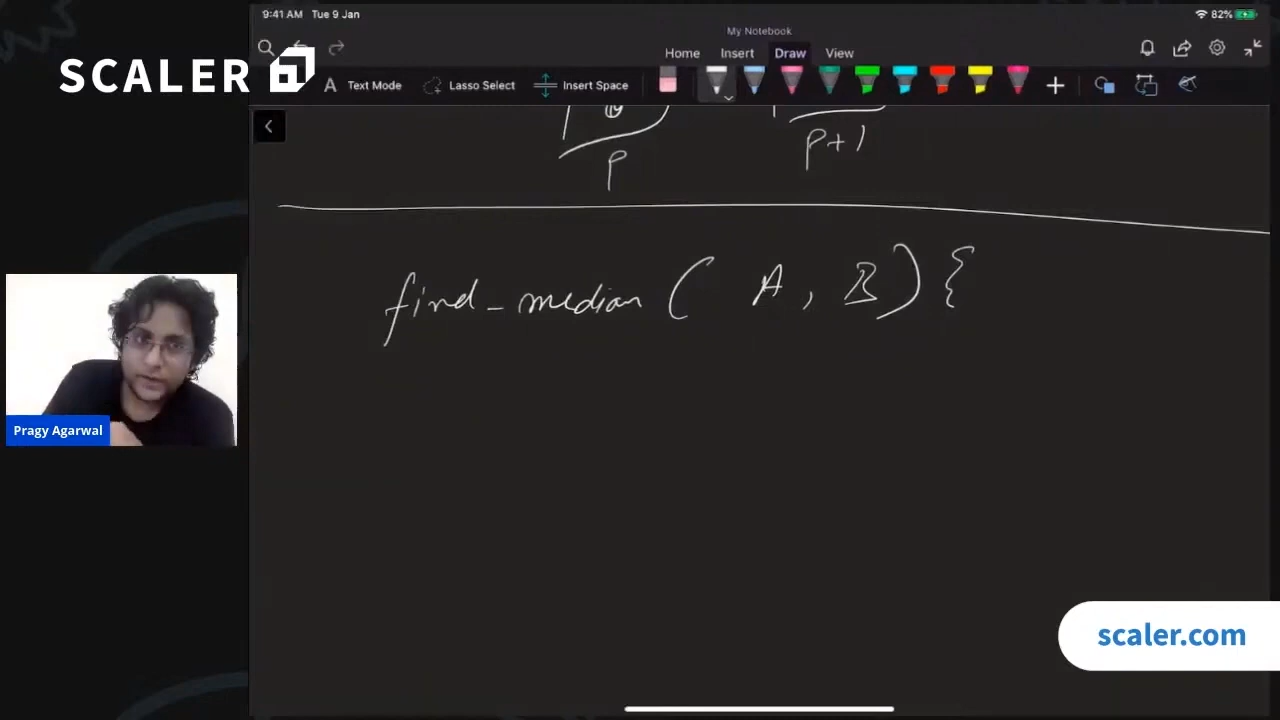 9:41 AM Tue 9 Jan
82%
My Notebook
Home Insert Draw View
SCALER
A Text Mode Lasso Select Insert Space
p
p+1
find_median ( A, B) {
Pragy Agarwal
scaler.com